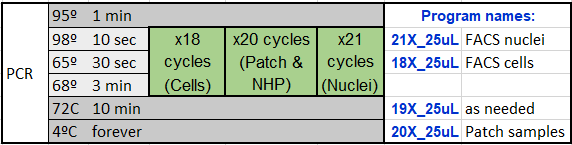 95º 1 min Program names:
98º 10 sec x18 x20 cycles x21 21X_25uL FACS nuclei
65º 30 sec cycles (Patch & cycles 18X_25uL FACS cells
PCR 68º 3 min (Cells) NHP) (Nuclei)
72C 10 min 19X_25uL as needed
4ºC forever 20X_25uL Patch samples